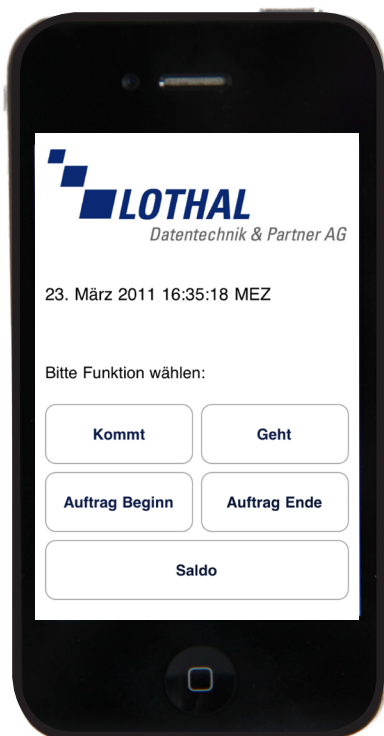 LOTHAL
Datentechnik & Partner AG
23. März 2011 16:35:18 MEZ
Bitte Funktion wählen:
Kommt
Geht
Auftrag Beginn
Auftrag Ende
Saldo